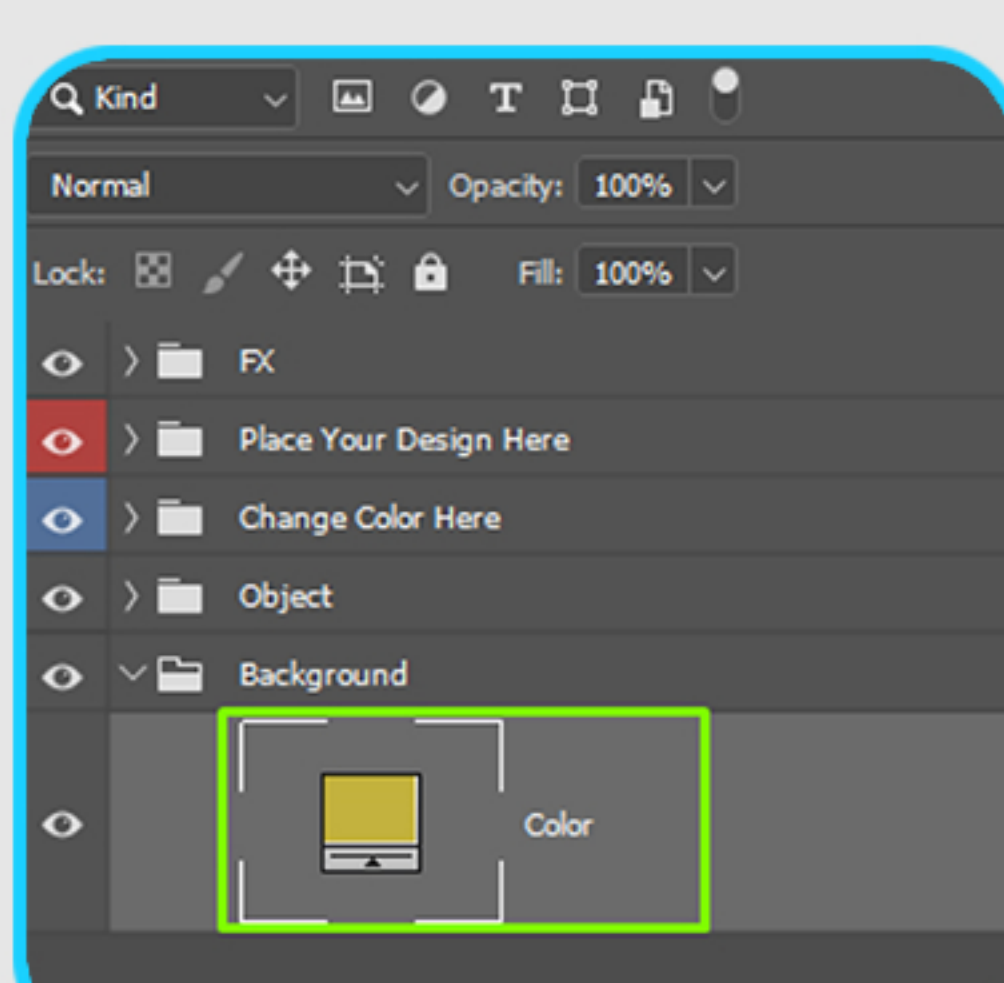 Kind
Normal Opacity: 100%
Lock: Fill: 100%
FX
Place Your Design Here
Change Color Here
Object
Background
Color